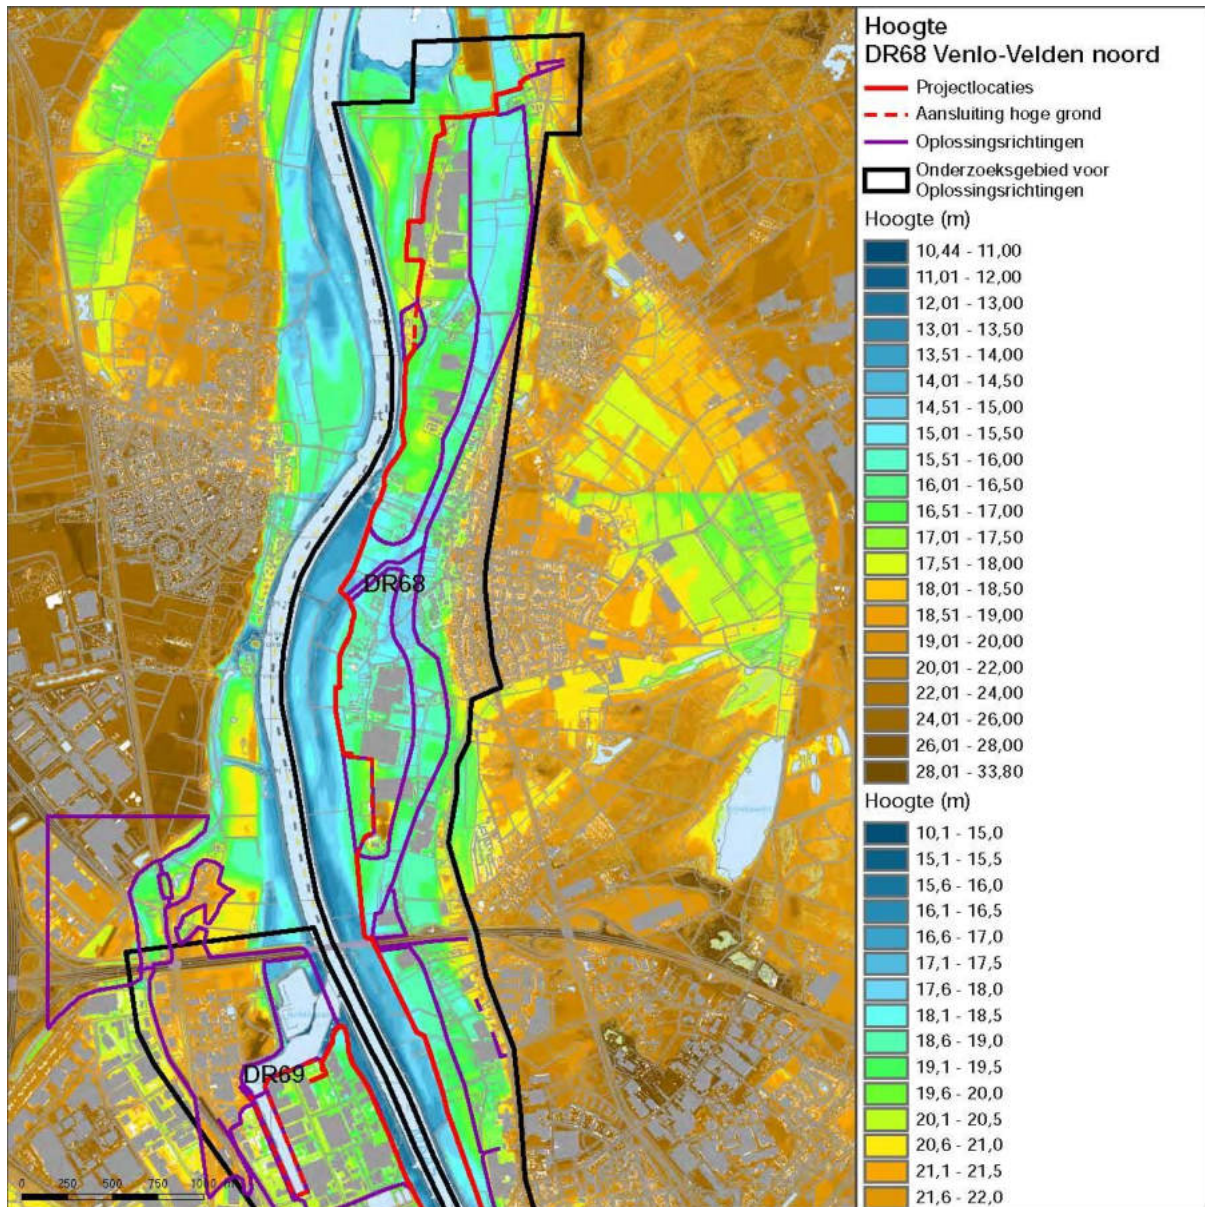 Hoogte
DR68 Venlo-Velden noord
Projectlocaties
Aansluiting hoge grond
Oplossingsrichtingen
Onderzoeksgebied voor
Oplossingsrichtingen
Hoogte (m)
10,44 - 11,00
11,01 - 12,00
12,01 - 13,00
13,01 - 13,50
13,51 - 14,00
14,01 - 14,50
14,51 - 15,00
15,01 - 15,50
15,51 - 16,00
16,01 - 16,50
16,51 - 17,00
17,01 - 17,50
17,51 - 18,00
18,01 - 18,50
18,51 - 19,00
19,01 - 20,00
20,01 - 22,00
22,01 - 24,00
24,01 - 26,00
26,01 - 28,00
28,01 - 33,80
Hoogte (m)
10,1 - 15,0
15,1 - 15,5
15,6 - 16,0
16,1 - 16,5
16,6 - 17,0
17,1 - 17,5
17,6 - 18,0
18,1 - 18,5
18,6 - 19,0
19,1 - 19,5
19,6 - 20,0
20,1 - 20,5
20,6 - 21,0
21,1 - 21,5
21,6 - 22,0
DR68
DR69
0 250 500 750 1000 m